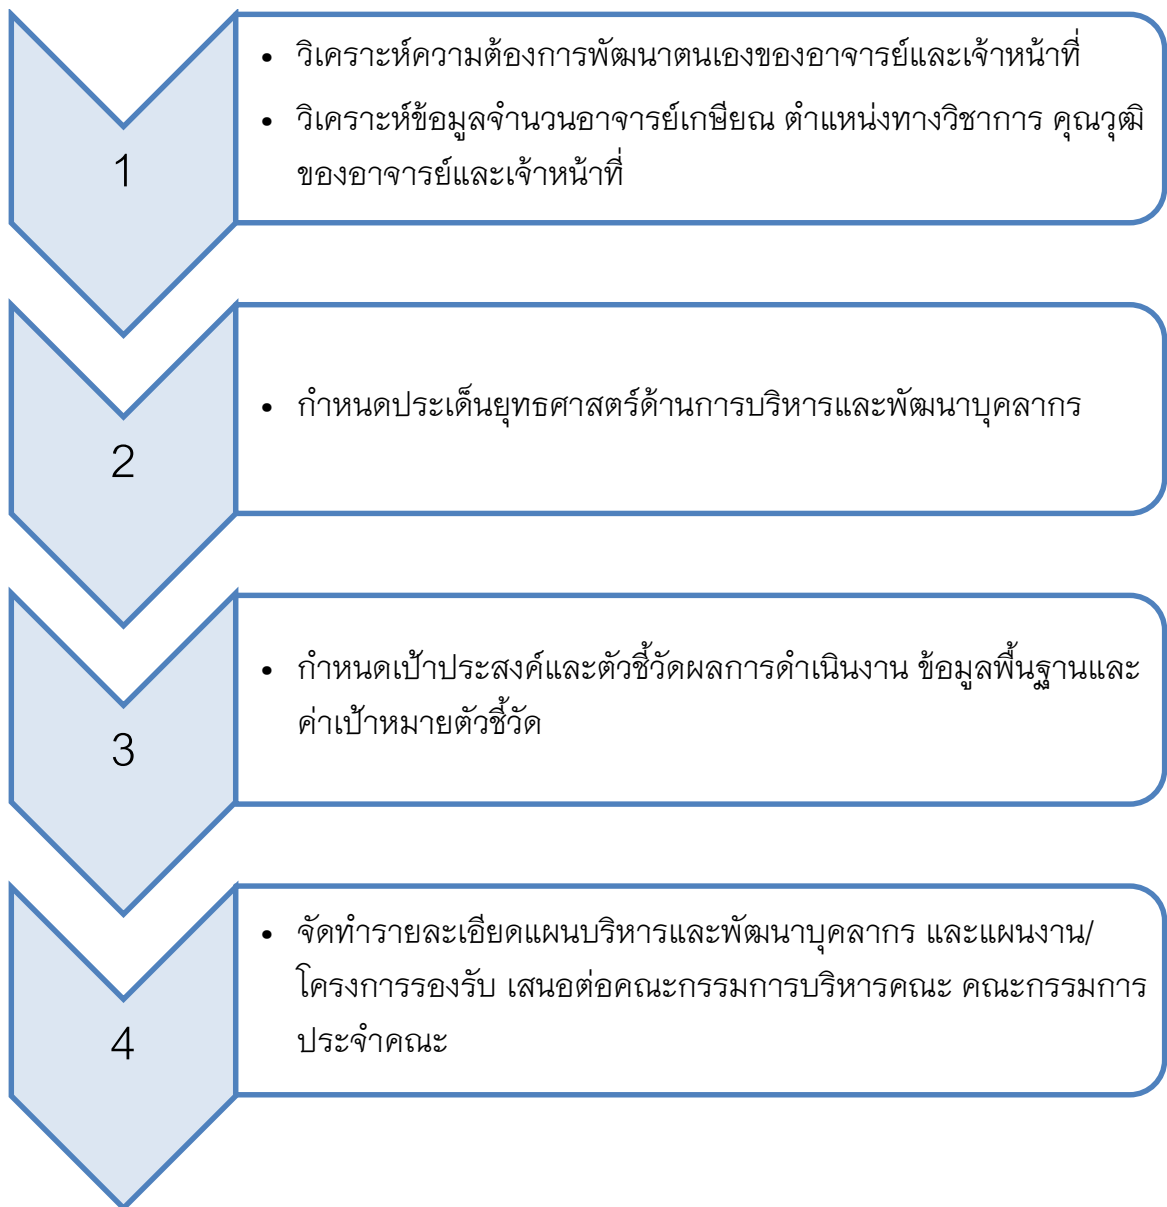 1
• วิเคราะห์ความต้องการพัฒนาตนเองของอาจารย์และเจ้าหน้าที่
• วิเคราะห์ข้อมูลจำนวนอาจารย์เกษียณ ตำแหน่งทางวิชาการ คุณวุฒิ
ของอาจารย์และเจ้าหน้าที่
2
• กำหนดประเด็นยุทธศาสตร์ด้านการบริหารและพัฒนาบุคลากร
3
• กำหนดเป้าประสงค์และตัวชี้วัดผลการดำเนินงาน ข้อมูลพื้นฐานและ
ค่าเป้าหมายตัวชี้วัด
4
• จัดทำรายละเอียดแผนบริหารและพัฒนาบุคลากร และแผนงาน/
โครงการรองรับ เสนอต่อคณะกรรมการบริหารคณะ คณะกรรมการ
ประจำคณะ